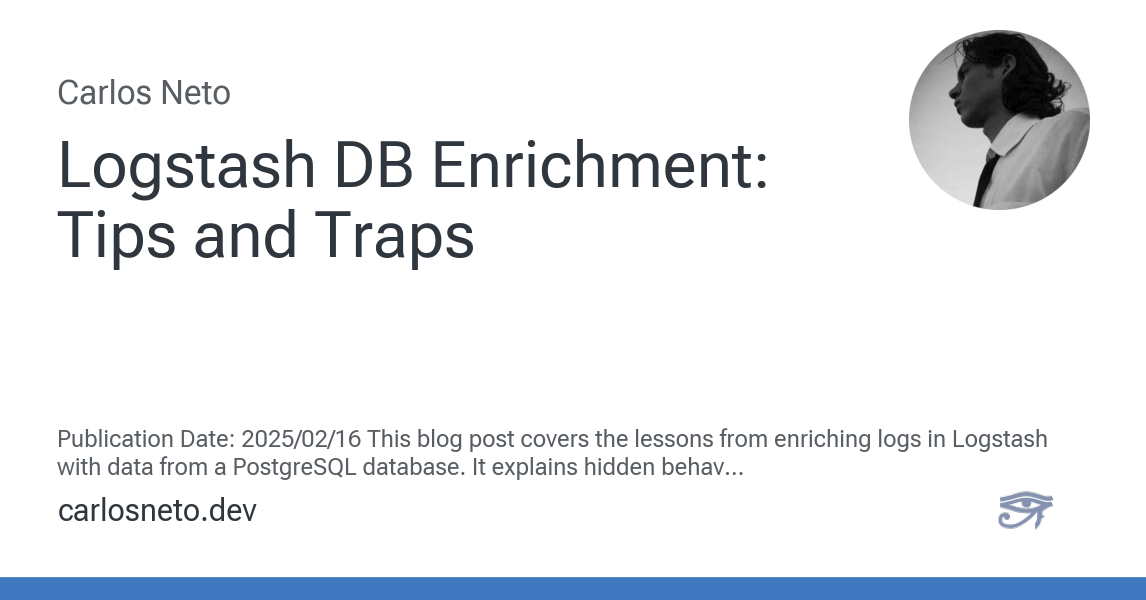 Carlos Neto
Logstash DB Enrichment:
Tips and Traps
Publication Date: 2025/02/16 This blog post covers the lessons from enriching logs in Logstash
with data from a PostgreSQL database. It explains hidden behav...
carlosneto.dev